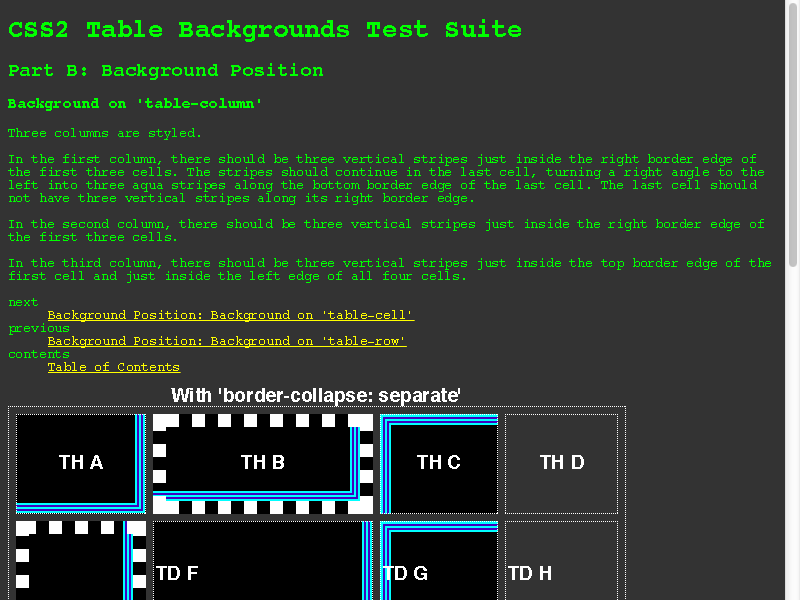 CSS2 Table Backgrounds Test Suite
Part B: Background Position
Background on 'table-column'
Three columns are styled.
In the first column, there should be three vertical stripes just inside the right border edge of
the first three cells. The stripes should continue in the last cell, turning a right angle to the
left into three aqua stripes along the bottom border edge of the last cell. The last cell should
not have three vertical stripes along its right border edge.
In the second column, there should be three vertical stripes just inside the right border edge of
the first three cells.
In the third column, there should be three vertical stripes just inside the top border edge of the
first cell and just inside the left edge of all four cells.
next
Background Position: Background on 'table-cell'
previous
Background Position: Background on 'table-row'
contents
Table of Contents
With 'border-collapse: separate'
TH A TH B TH C TH D
TD F TD G TD H